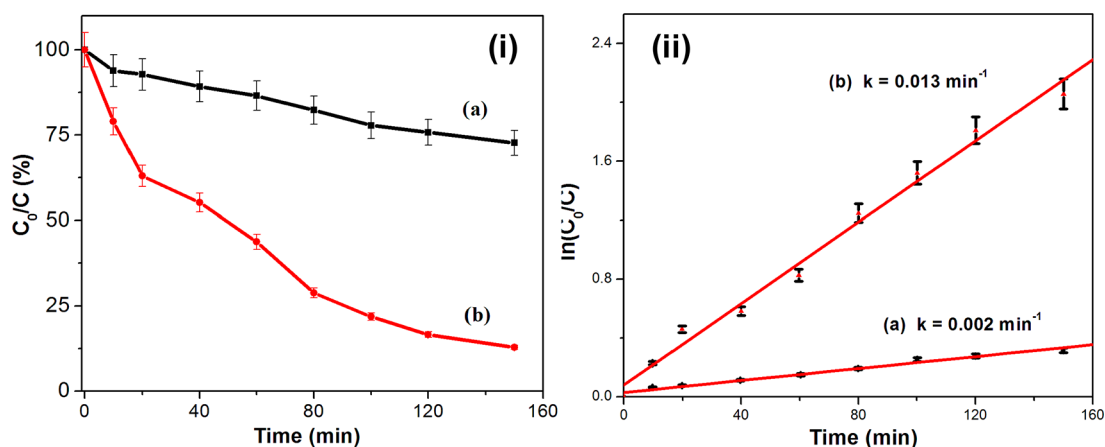 (i)
C₀/C (%)
100
75
50
25
0
(a)
(b)
0 40 80 120 160
Time (min)
(ii)
ln(C₀/C)
2.4
1.6
0.8
0.0
(b) k = 0.013 min⁻¹
(a) k = 0.002 min⁻¹
0 40 80 120 160
Time (min)